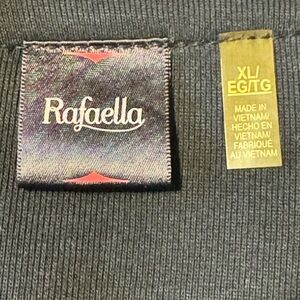 Rafaella
XL/
EG/TG
MADE IN
VIETNAM/
HECHO EN
VIETNAM/
FABRIQUÉ
AU VIETNAM